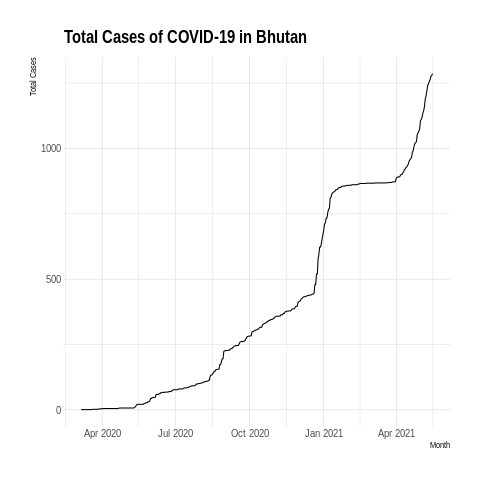 Total Cases of COVID-19 in Bhutan
Total Cases
1000
500
0
Apr 2020 Jul 2020 Oct 2020 Jan 2021 Apr 2021
Month